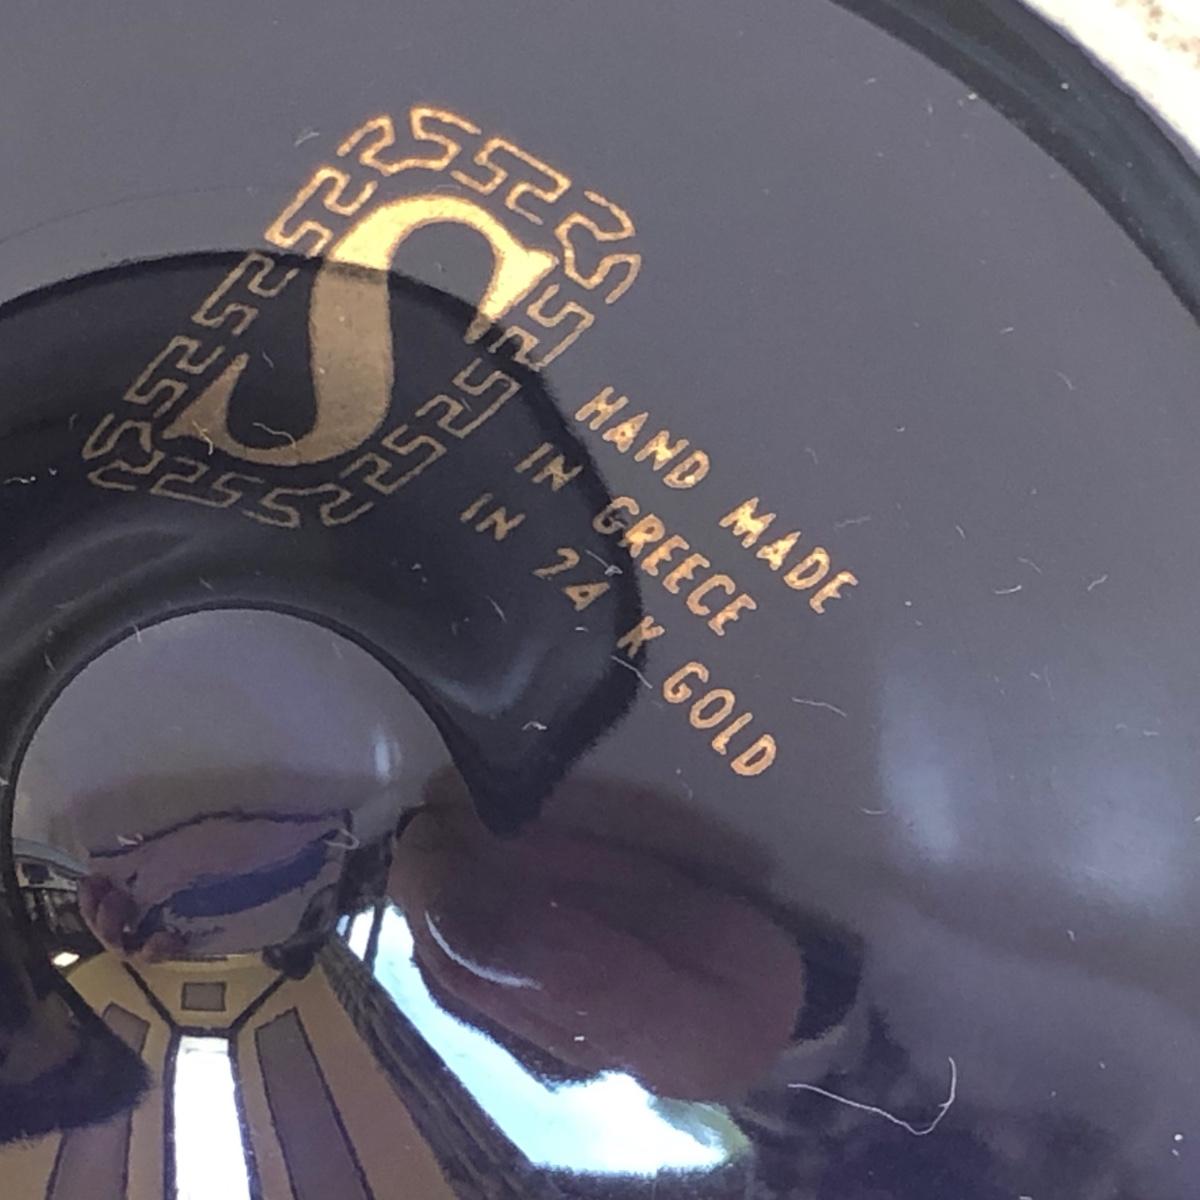 S
HAND MADE
IN GREECE
IN 24 K GOLD